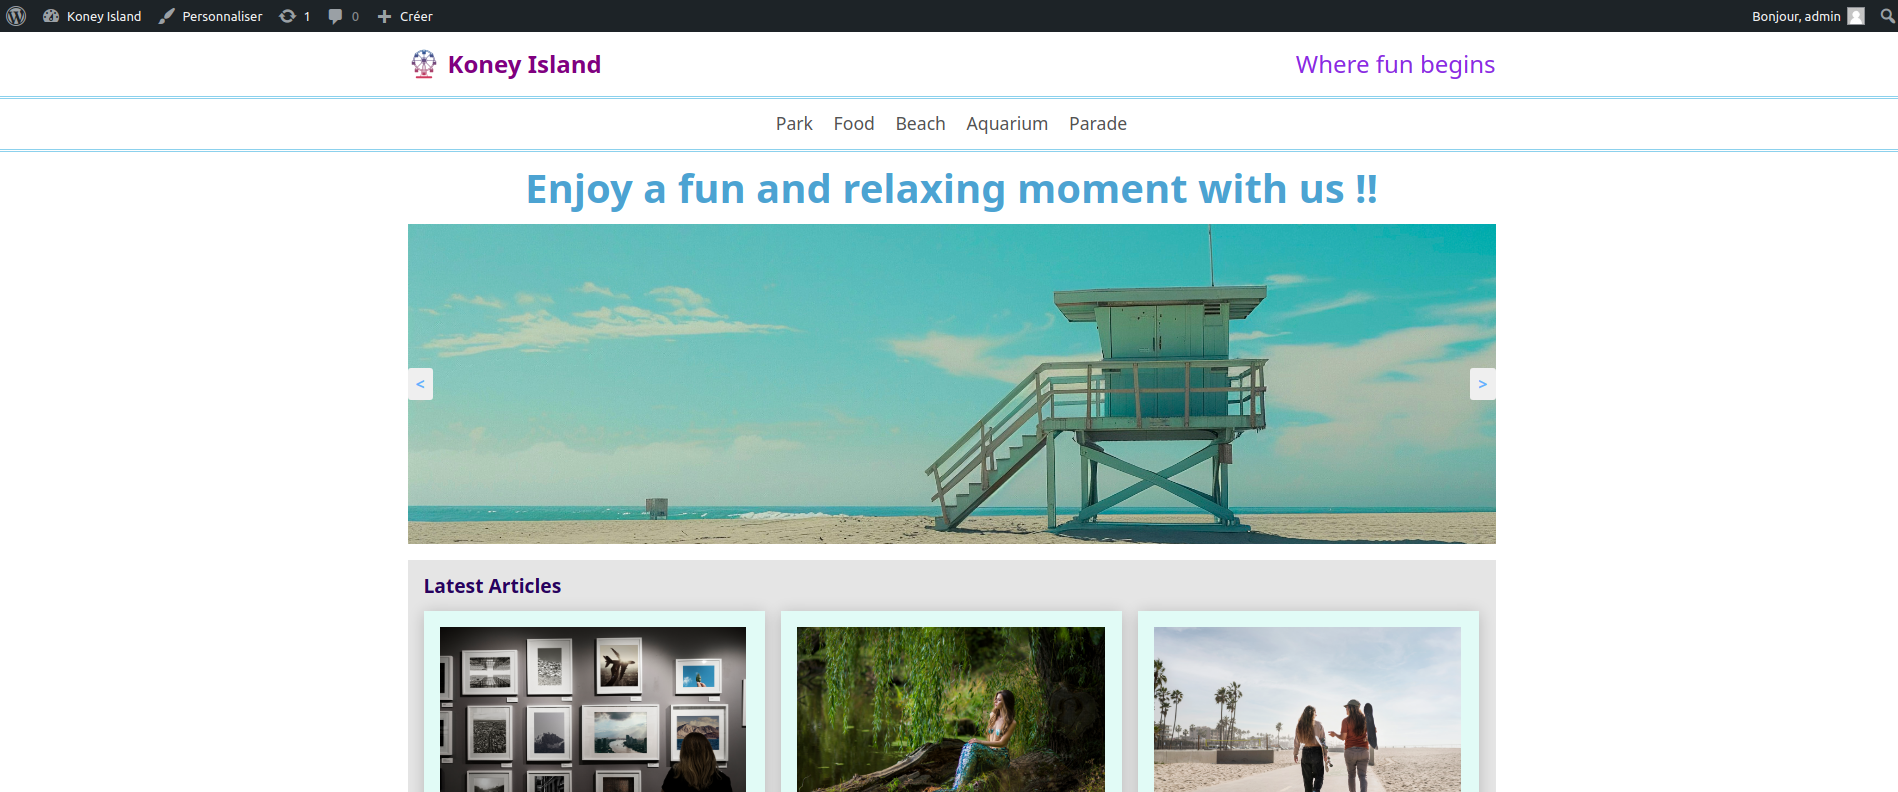 Koney Island Personnaliser 1 0 Créer Bonjour, admin
Koney Island Where fun begins
Park Food Beach Aquarium Parade
Enjoy a fun and relaxing moment with us !!
< >
Latest Articles